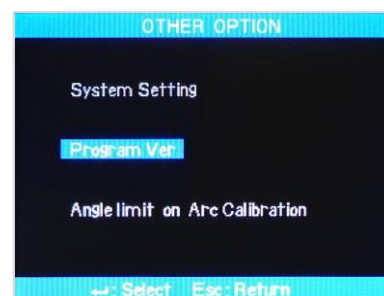 OTHER OPTION
System Setting
Program Ver
Angle limit on Arc Calibration
↵: Select Esc: Return